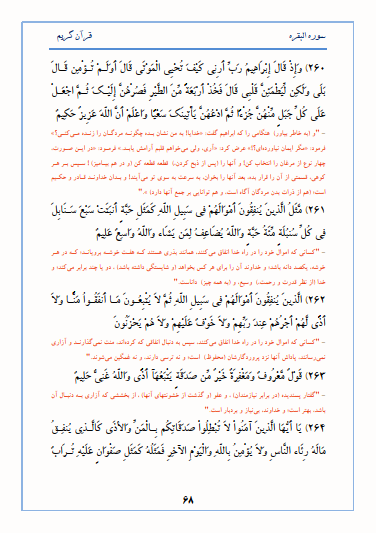 سوره البقره
قرآن کریم
(۲۶۰) وَإِذْ قَالَ إِبْرَاهِيمُ رَبِّ أَرِنِي كَيْفَ تُحْيِي الْمَوْتَى قَالَ أَوَلَمْ تُؤْمِن قَالَ
بَلَى وَلَكِن لِّيَطْمَئِنَّ قَلْبِي قَالَ فَخُذْ أَرْبَعَةً مِّنَ الطَّيْرِ فَصُرْهُنَّ إِلَيْكَ ثُمَّ اجْعَلْ
عَلَى كُلِّ جَبَلٍ مِّنْهُنَّ جُزْءًا ثُمَّ ادْعُهُنَّ يَأْتِينَكَ سَعْيًا وَاعْلَمْ أَنَّ اللّهَ عَزِيزٌ حَكِيمٌ
- "و (به خاطر بیاور) هنگامی را که ابراهیم گفت: «خدایا! به من نشان بده چگونه مردگان را زنده می‌کنی؟»
فرمود: «مگر ایمان نیاورده‌ای؟!» عرض کرد: «آری، ولی می‌خواهم قلبم آرامش یابد.» فرمود: «در این صورت،
چهار نوع از مرغان را انتخاب کن! و آنها را (پس از ذبح کردن،) قطعه قطعه کن (و در هم بیامیز)! سپس بر هر
کوهی، قسمتی از آن را قرار بده، بعد آنها را بخوان، به سرعت به سوی تو می‌آیند! و بدان خداوند قادر و حکیم
است؛ (هم از ذرات بدن مردگان آگاه است، و هم توانایی بر جمع آنها دارد) »."
(۲۶۱) مَّثَلُ الَّذِينَ يُنفِقُونَ أَمْوَالَهُمْ فِي سَبِيلِ اللّهِ كَمَثَلِ حَبَّةٍ أَنبَتَتْ سَبْعَ سَنَابِلَ
فِي كُلِّ سُنبُلَةٍ مِّئَةُ حَبَّةٍ وَاللّهُ يُضَاعِفُ لِمَن يَشَاء وَاللّهُ وَاسِعٌ عَلِيمٌ
- "کسانی که اموال خود را در راه خدا انفاق می‌کنند، همانند بذری هستند که هفت خوشه برویاند؛ که در هر
خوشه، یکصد دانه باشد؛ و خداوند آن را برای هر کس بخواهد (و شایستگی داشته باشد) ، دو یا چند برابر می‌کند؛ و
خدا (از نظر قدرت و رحمت،) وسیع، و (به همه چیز) داناست."
(۲۶۲) الَّذِينَ يُنفِقُونَ أَمْوَالَهُمْ فِي سَبِيلِ اللّهِ ثُمَّ لاَ يُتْبِعُونَ مَا أَنفَقُواُ مَنًّا وَلاَ
أَذًى لَّهُمْ أَجْرُهُمْ عِندَ رَبِّهِمْ وَلاَ خَوْفٌ عَلَيْهِمْ وَلاَ هُمْ يَحْزَنُونَ
- "کسانی که اموال خود را در راه خدا انفاق می‌کنند، سپس به دنبال انفاقی که کرده‌اند، منت نمی‌گذارند و آزاری
نمی‌رسانند، پاداش آنها نزد پروردگارشان (محفوظ) است؛ و نه ترسی دارند، و نه غمگین می‌شوند."
(۲۶۳) قَوْلٌ مَّعْرُوفٌ وَمَغْفِرَةٌ خَيْرٌ مِّن صَدَقَةٍ يَتْبَعُهَا أَذًى وَاللّهُ غَنِيٌّ حَلِيمٌ
- "گفتار پسندیده (در برابر نیازمندان) ، و عفو (و گذشت از خشونتهای آنها) ، از بخششی که آزاری به دنبال آن
باشد، بهتر است؛ و خداوند، بی‌نیاز و بردبار است."
(۲۶۴) يَا أَيُّهَا الَّذِينَ آمَنُواْ لاَ تُبْطِلُواْ صَدَقَاتِكُم بِالْمَنِّ وَالأذَى كَالَّذِي يُنفِقُ
مَالَهُ رِئَاء النَّاسِ وَلاَ يُؤْمِنُ بِاللّهِ وَالْيَوْمِ الآخِرِ فَمَثَلُهُ كَمَثَلِ صَفْوَانٍ عَلَيْهِ تُرَابٌ
۶۸